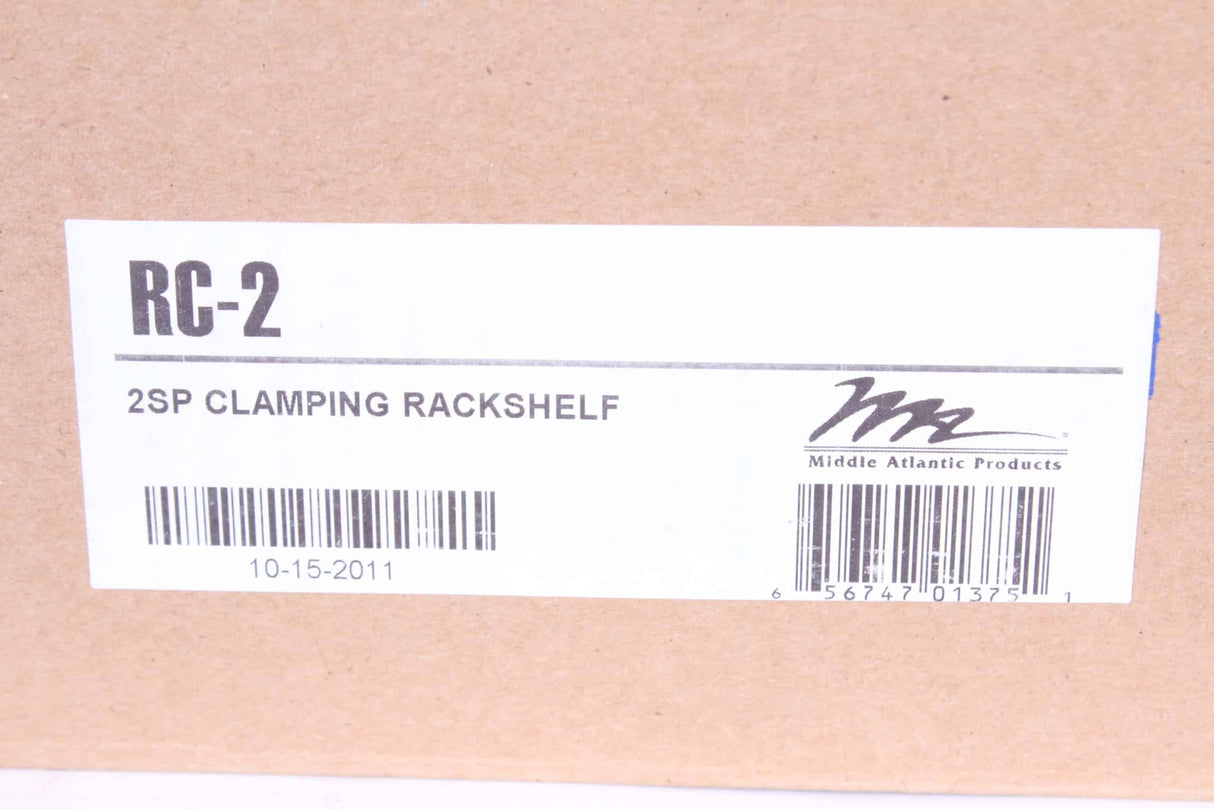 RC-2
2SP CLAMPING RACKSHELF
Middle Atlantic Products
10-15-2011
6 56747 01375 1